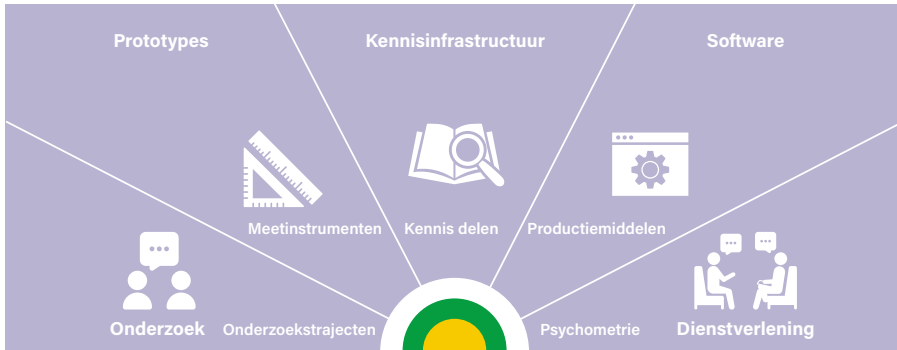 Prototypes
Kennisinfrastructuur
Software
Meetinstrumenten
Kennis delen
Productiemiddelen
Onderzoek
Onderzoekstrajecten
Psychometrie
Dienstverlening